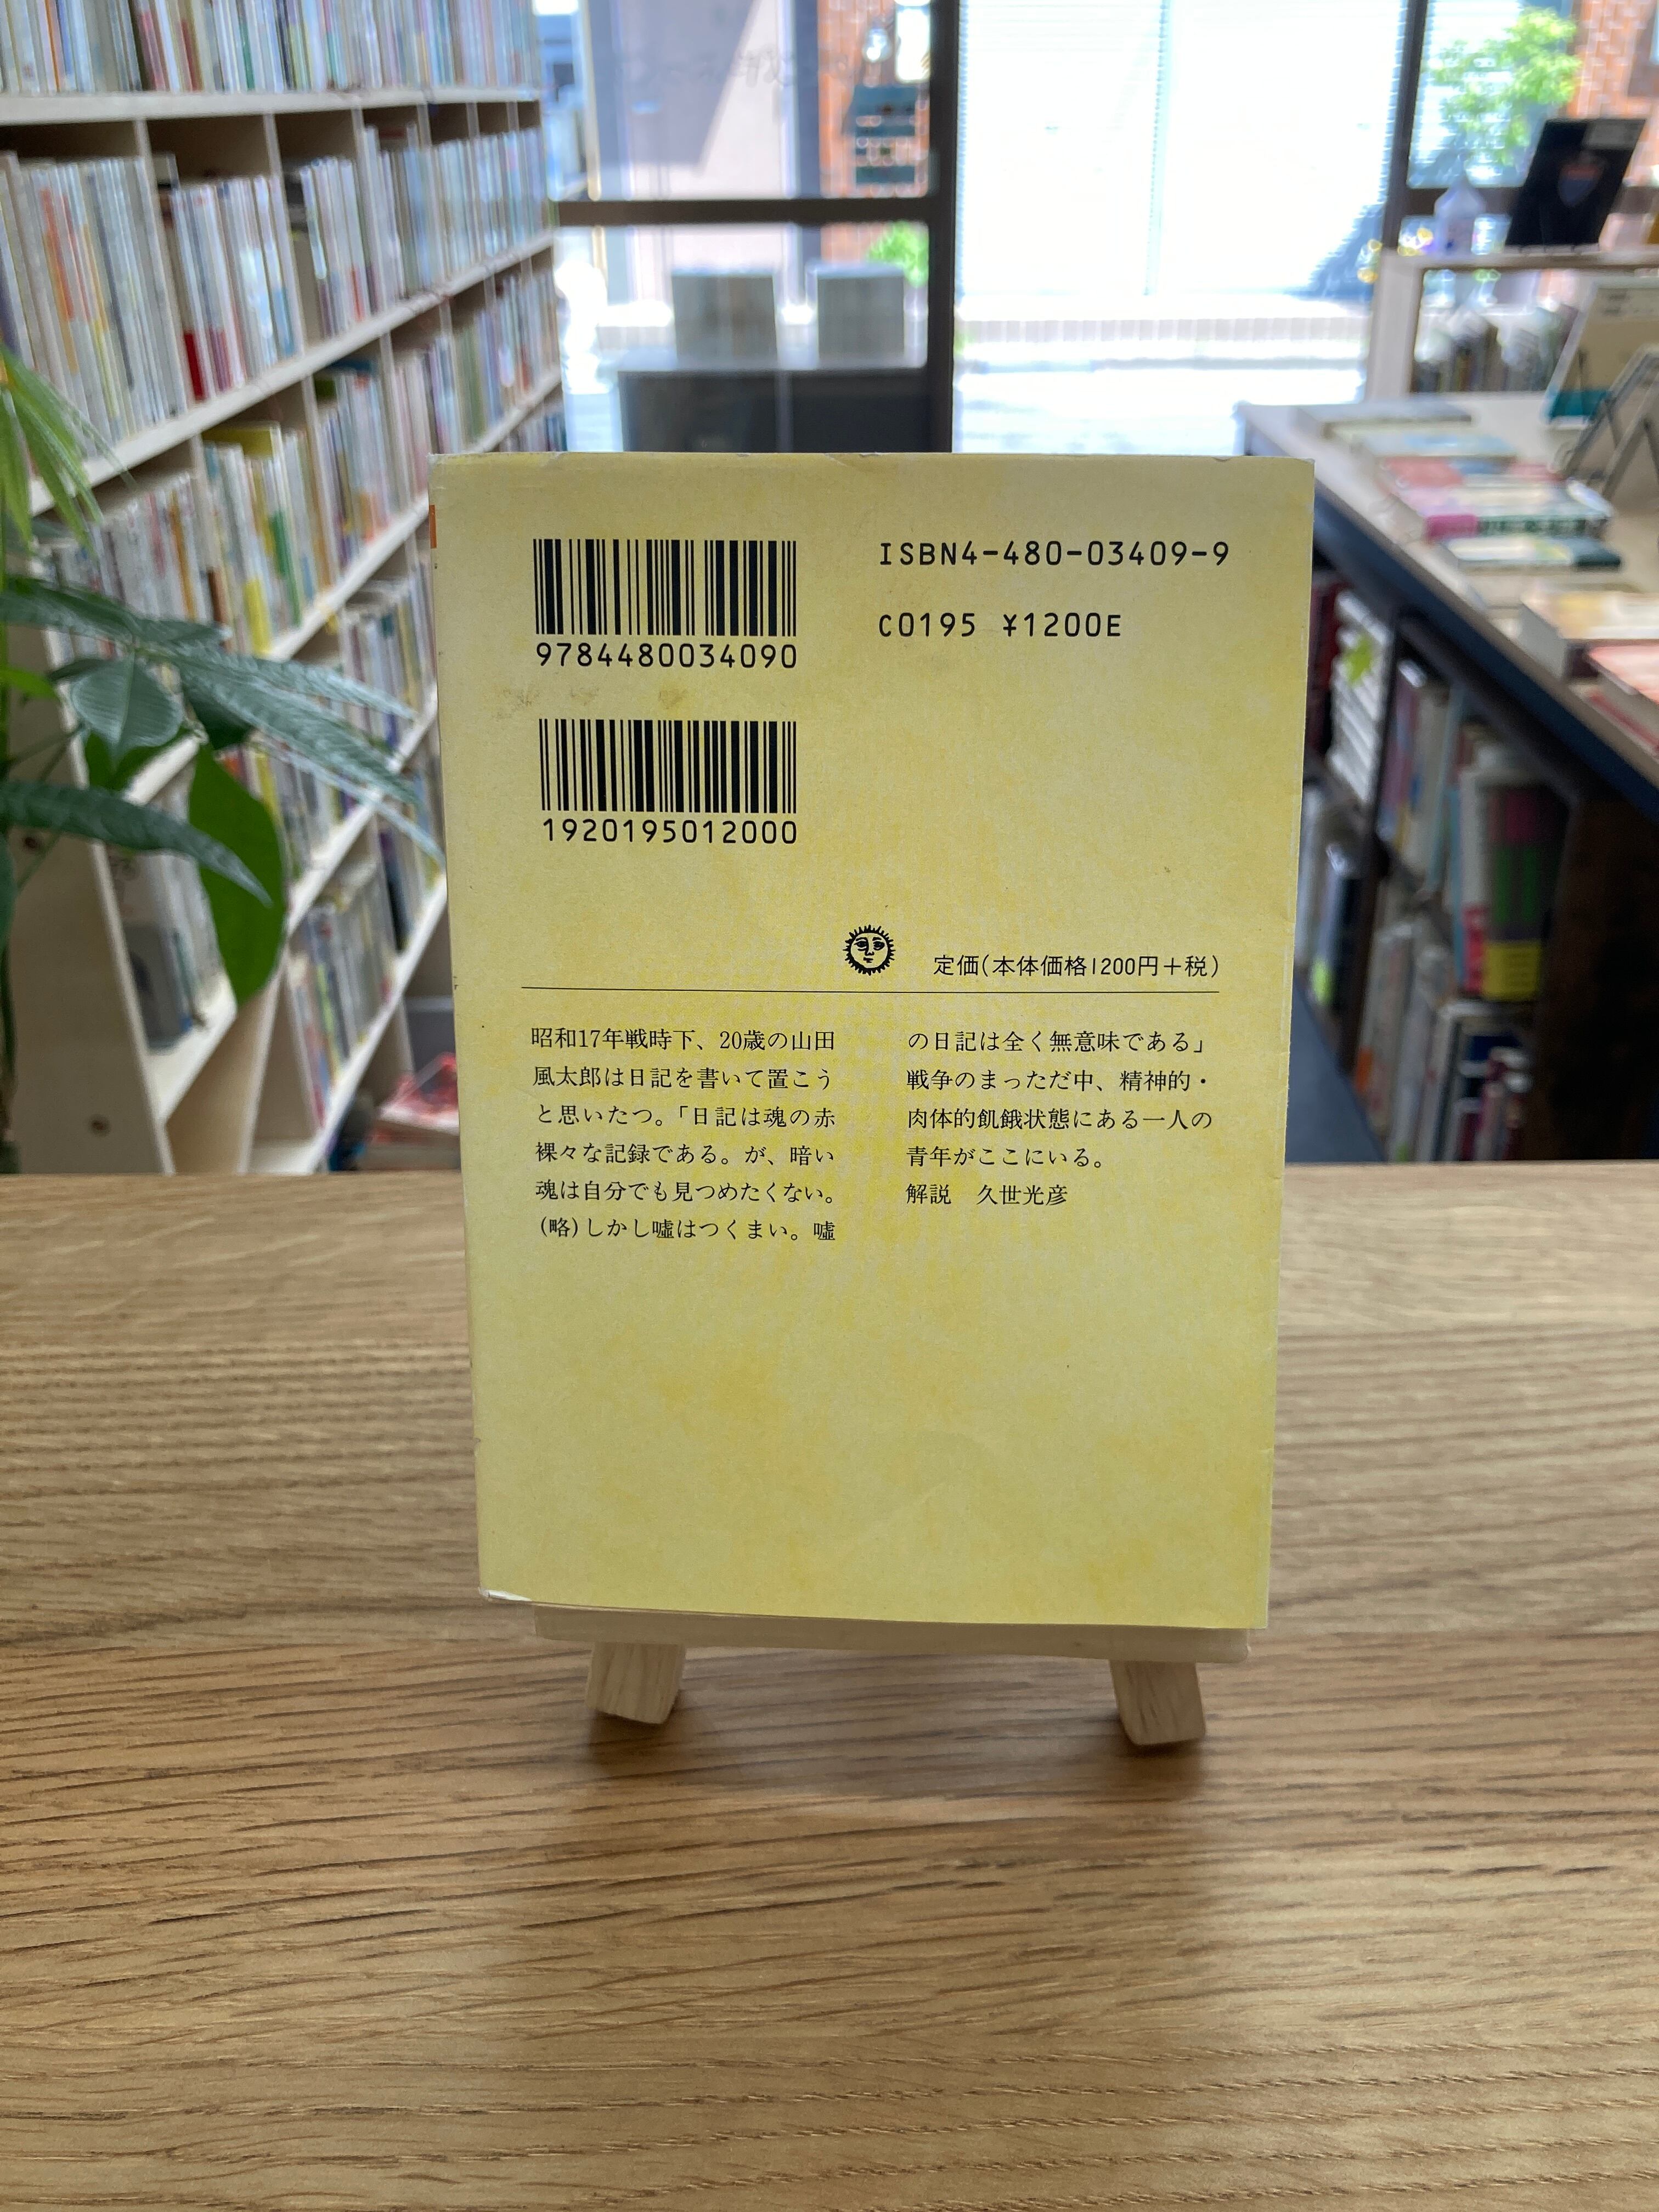 ISBN4-480-03409-9
C0195 ¥1200E
9784480034090
1920195012000
定価(本体価格1200円+税)
昭和17年戦時下、20歳の山田
風太郎は日記を書いて置こう
と思いたつ。「日記は魂の赤
裸々な記録である。が、暗い
魂は自分でも見つめたくない。
(略)しかし嘘はつくまい。嘘
の日記は全く無意味である」
戦争のまっただ中、精神的・
肉体的飢餓状態にある一人の
青年がここにいる。
解説　久世光彦